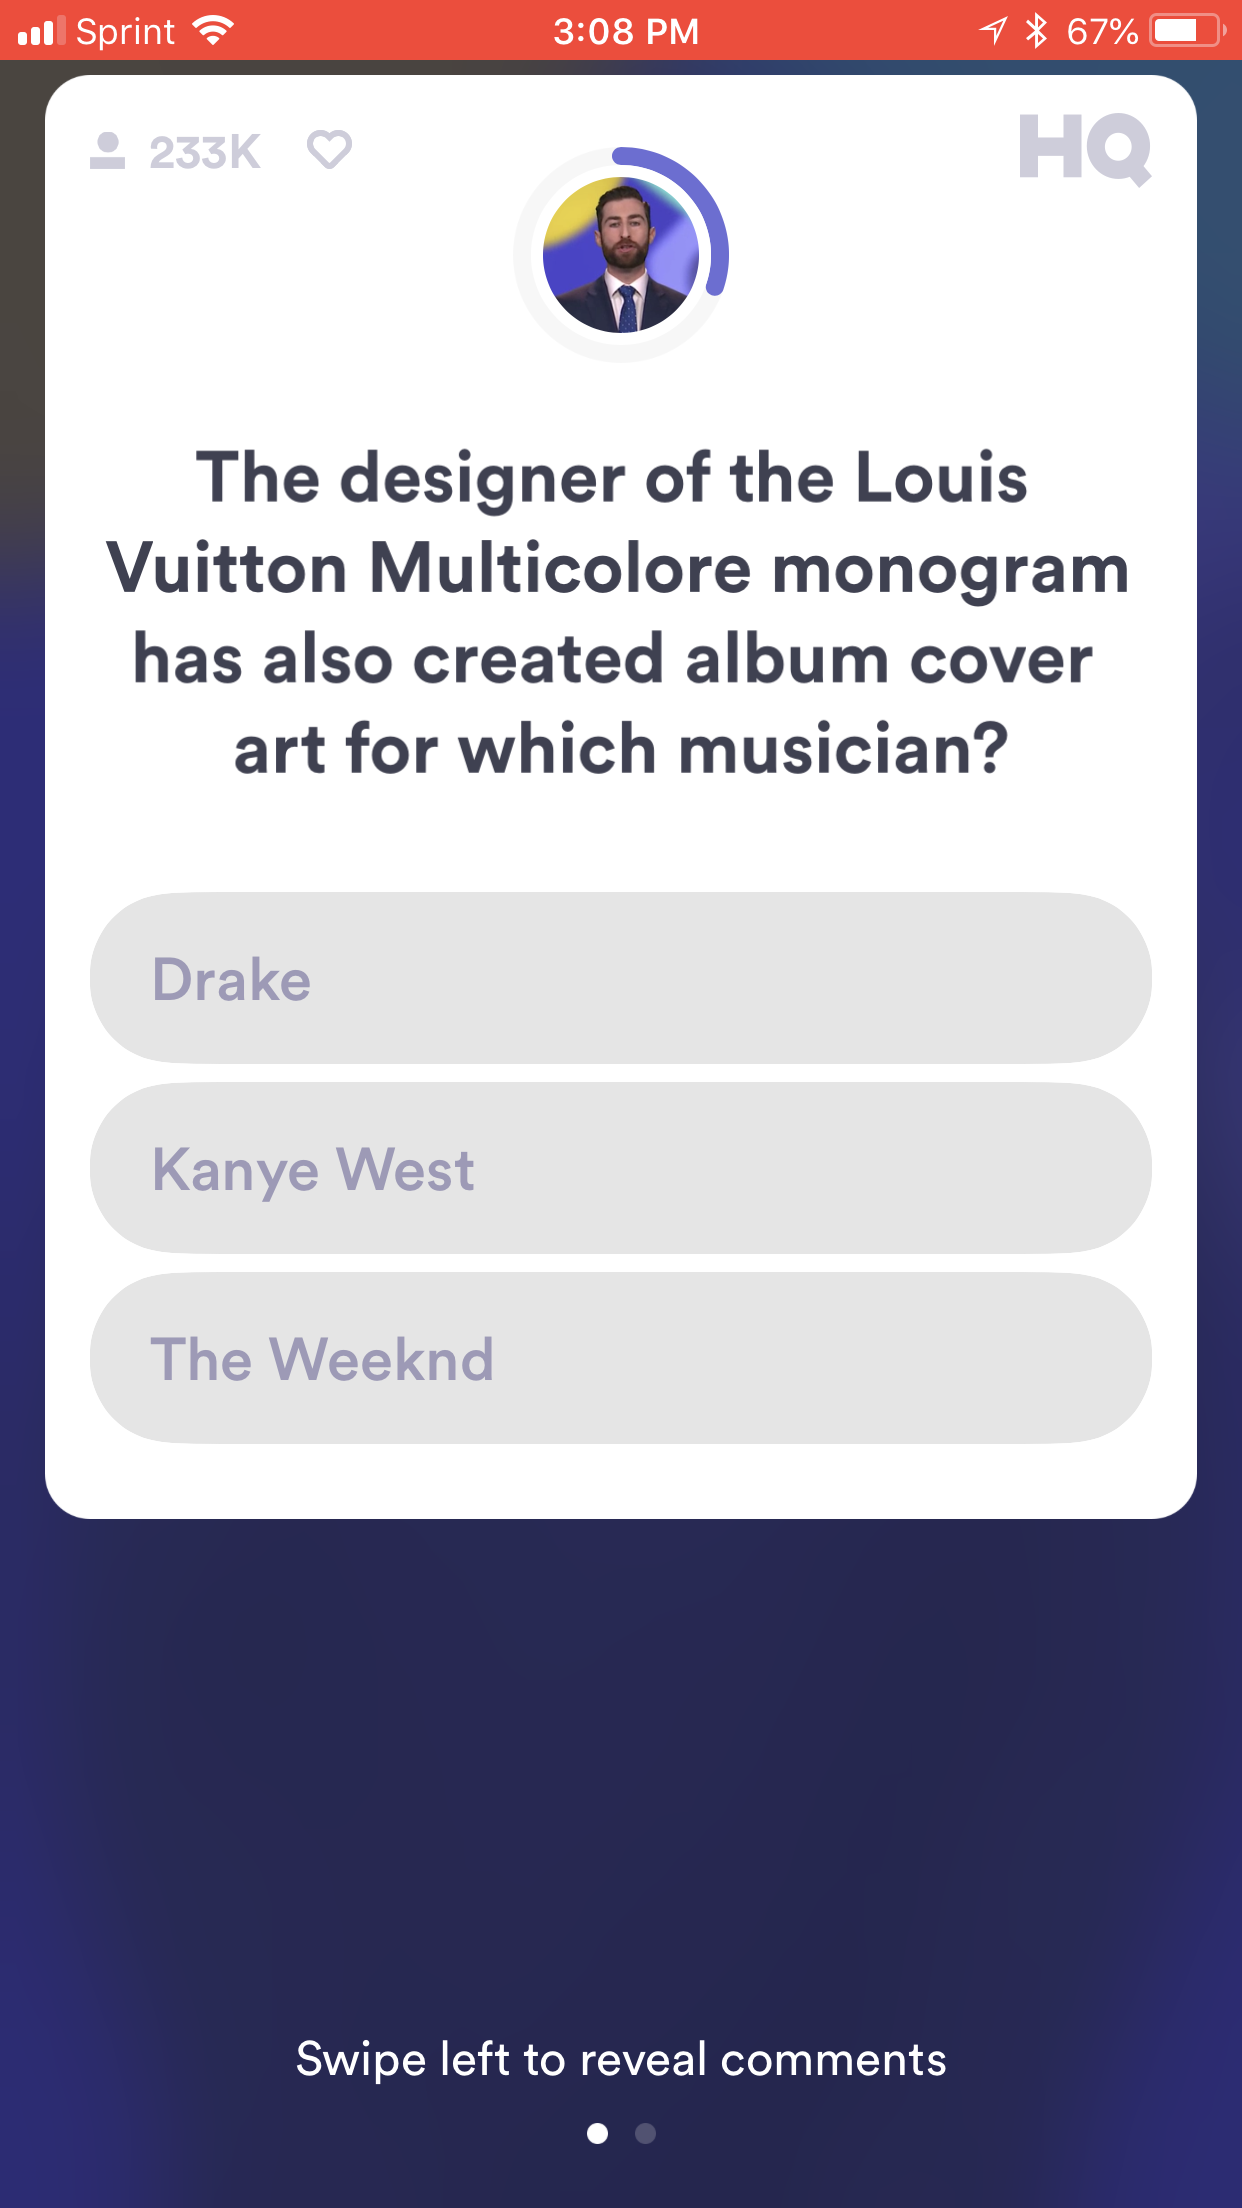 Sprint 3:08 PM 67%
233K HQ
The designer of the Louis
Vuitton Multicolore monogram
has also created album cover
art for which musician?
Drake
Kanye West
The Weeknd
Swipe left to reveal comments